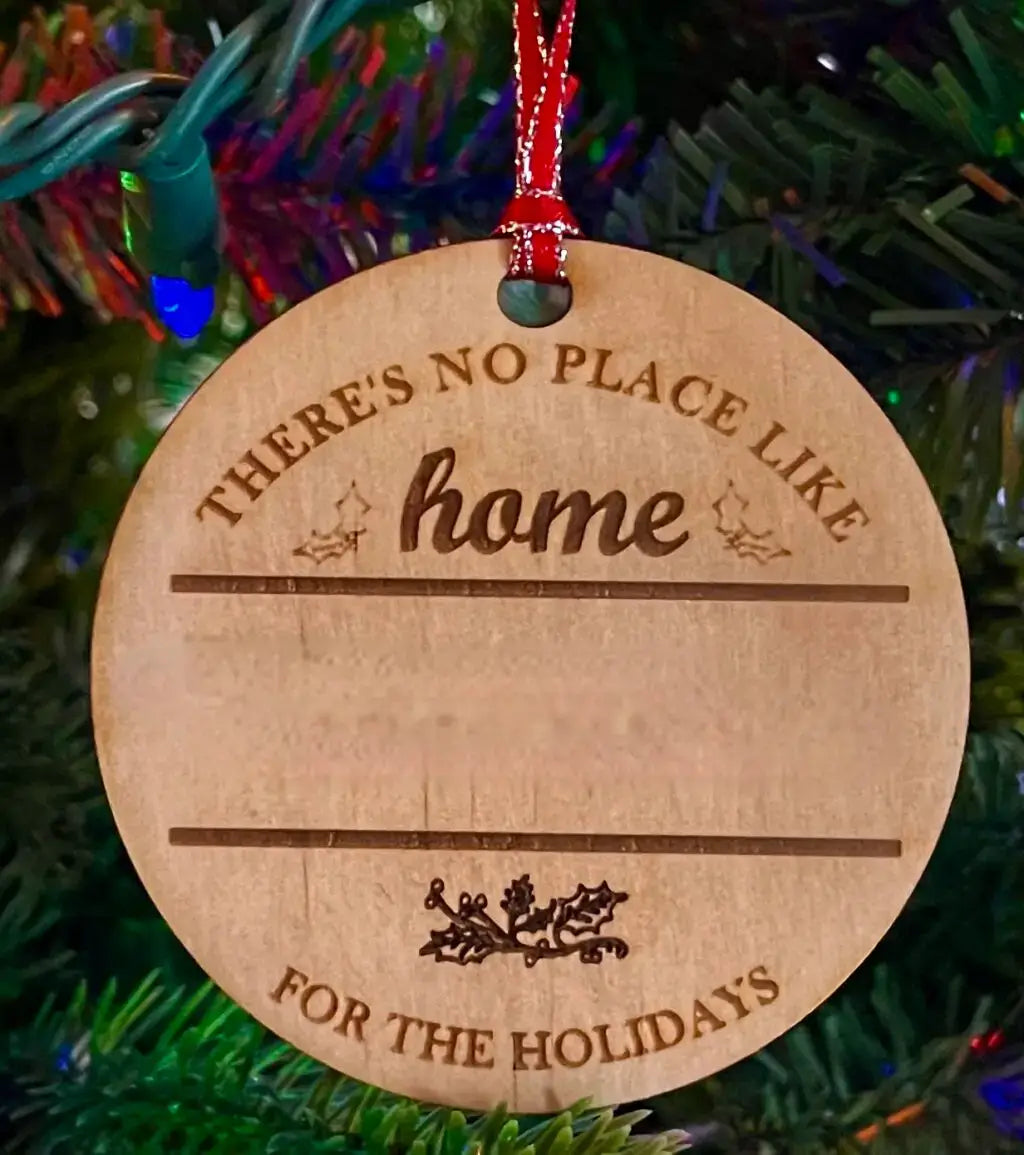 THERE'S NO PLACE LIKE
home
FOR THE HOLIDAYS